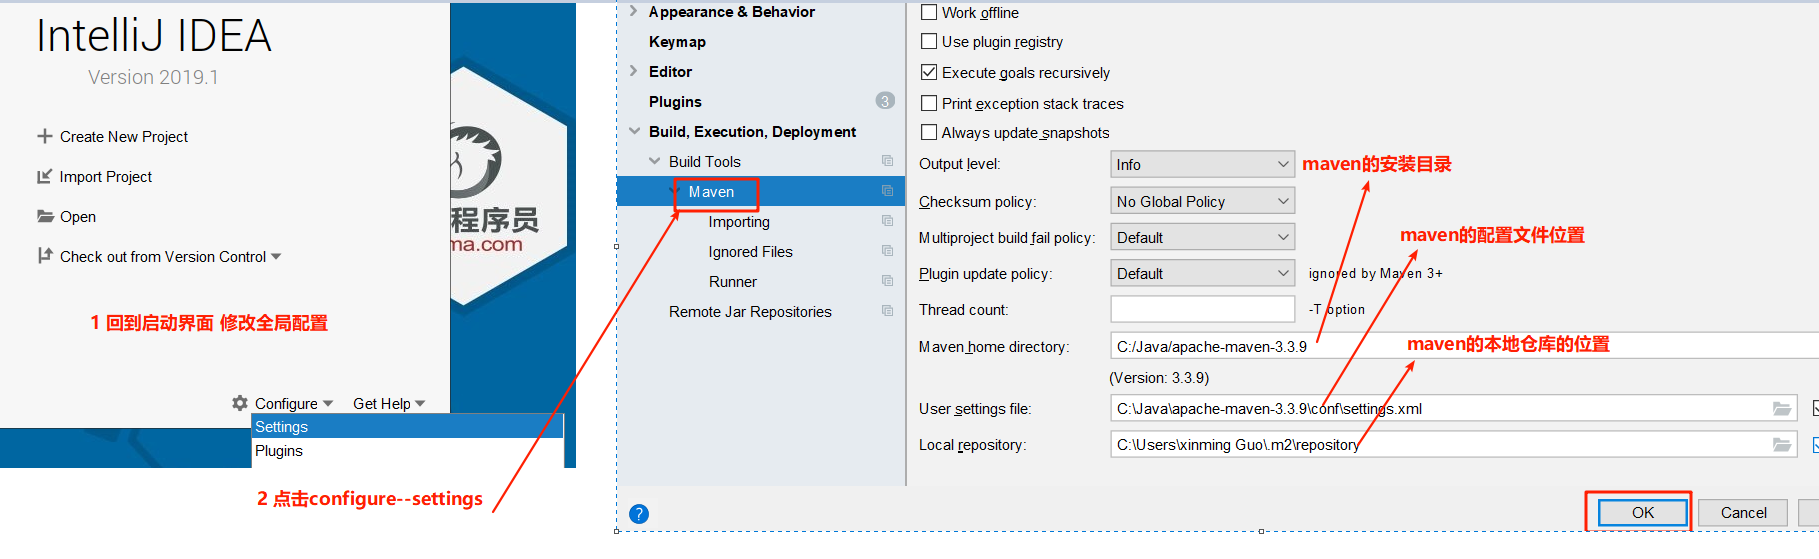 IntelliJ IDEA
Version 2019.1
Create New Project
Import Project
Open
Check out from Version Control
1 回到启动界面 修改全局配置
Configure
Get Help
Settings
Plugins
程序员
ma.com
2 点击configure--settings
Appearance & Behavior
Keymap
Editor
Plugins
3
Build, Execution, Deployment
Build Tools
Maven
Importing
Ignored Files
Runner
Remote Jar Repositories
?
Work offline
Use plugin registry
Execute goals recursively
Print exception stack traces
Always update snapshots
Output level: Info
maven的安装目录
Checksum policy: No Global Policy
maven的配置文件位置
Multiproject build fail policy: Default
Plugin update policy: Default ignored by Maven 3+
Thread count: -T option
maven的本地仓库的位置
Maven home directory: C:/Java/apache-maven-3.3.9
(Version: 3.3.9)
User settings file: C:\Java\apache-maven-3.3.9\conf\settings.xml
Local repository: C:\Users\xinming Guo\.m2\repository
OK
Cancel